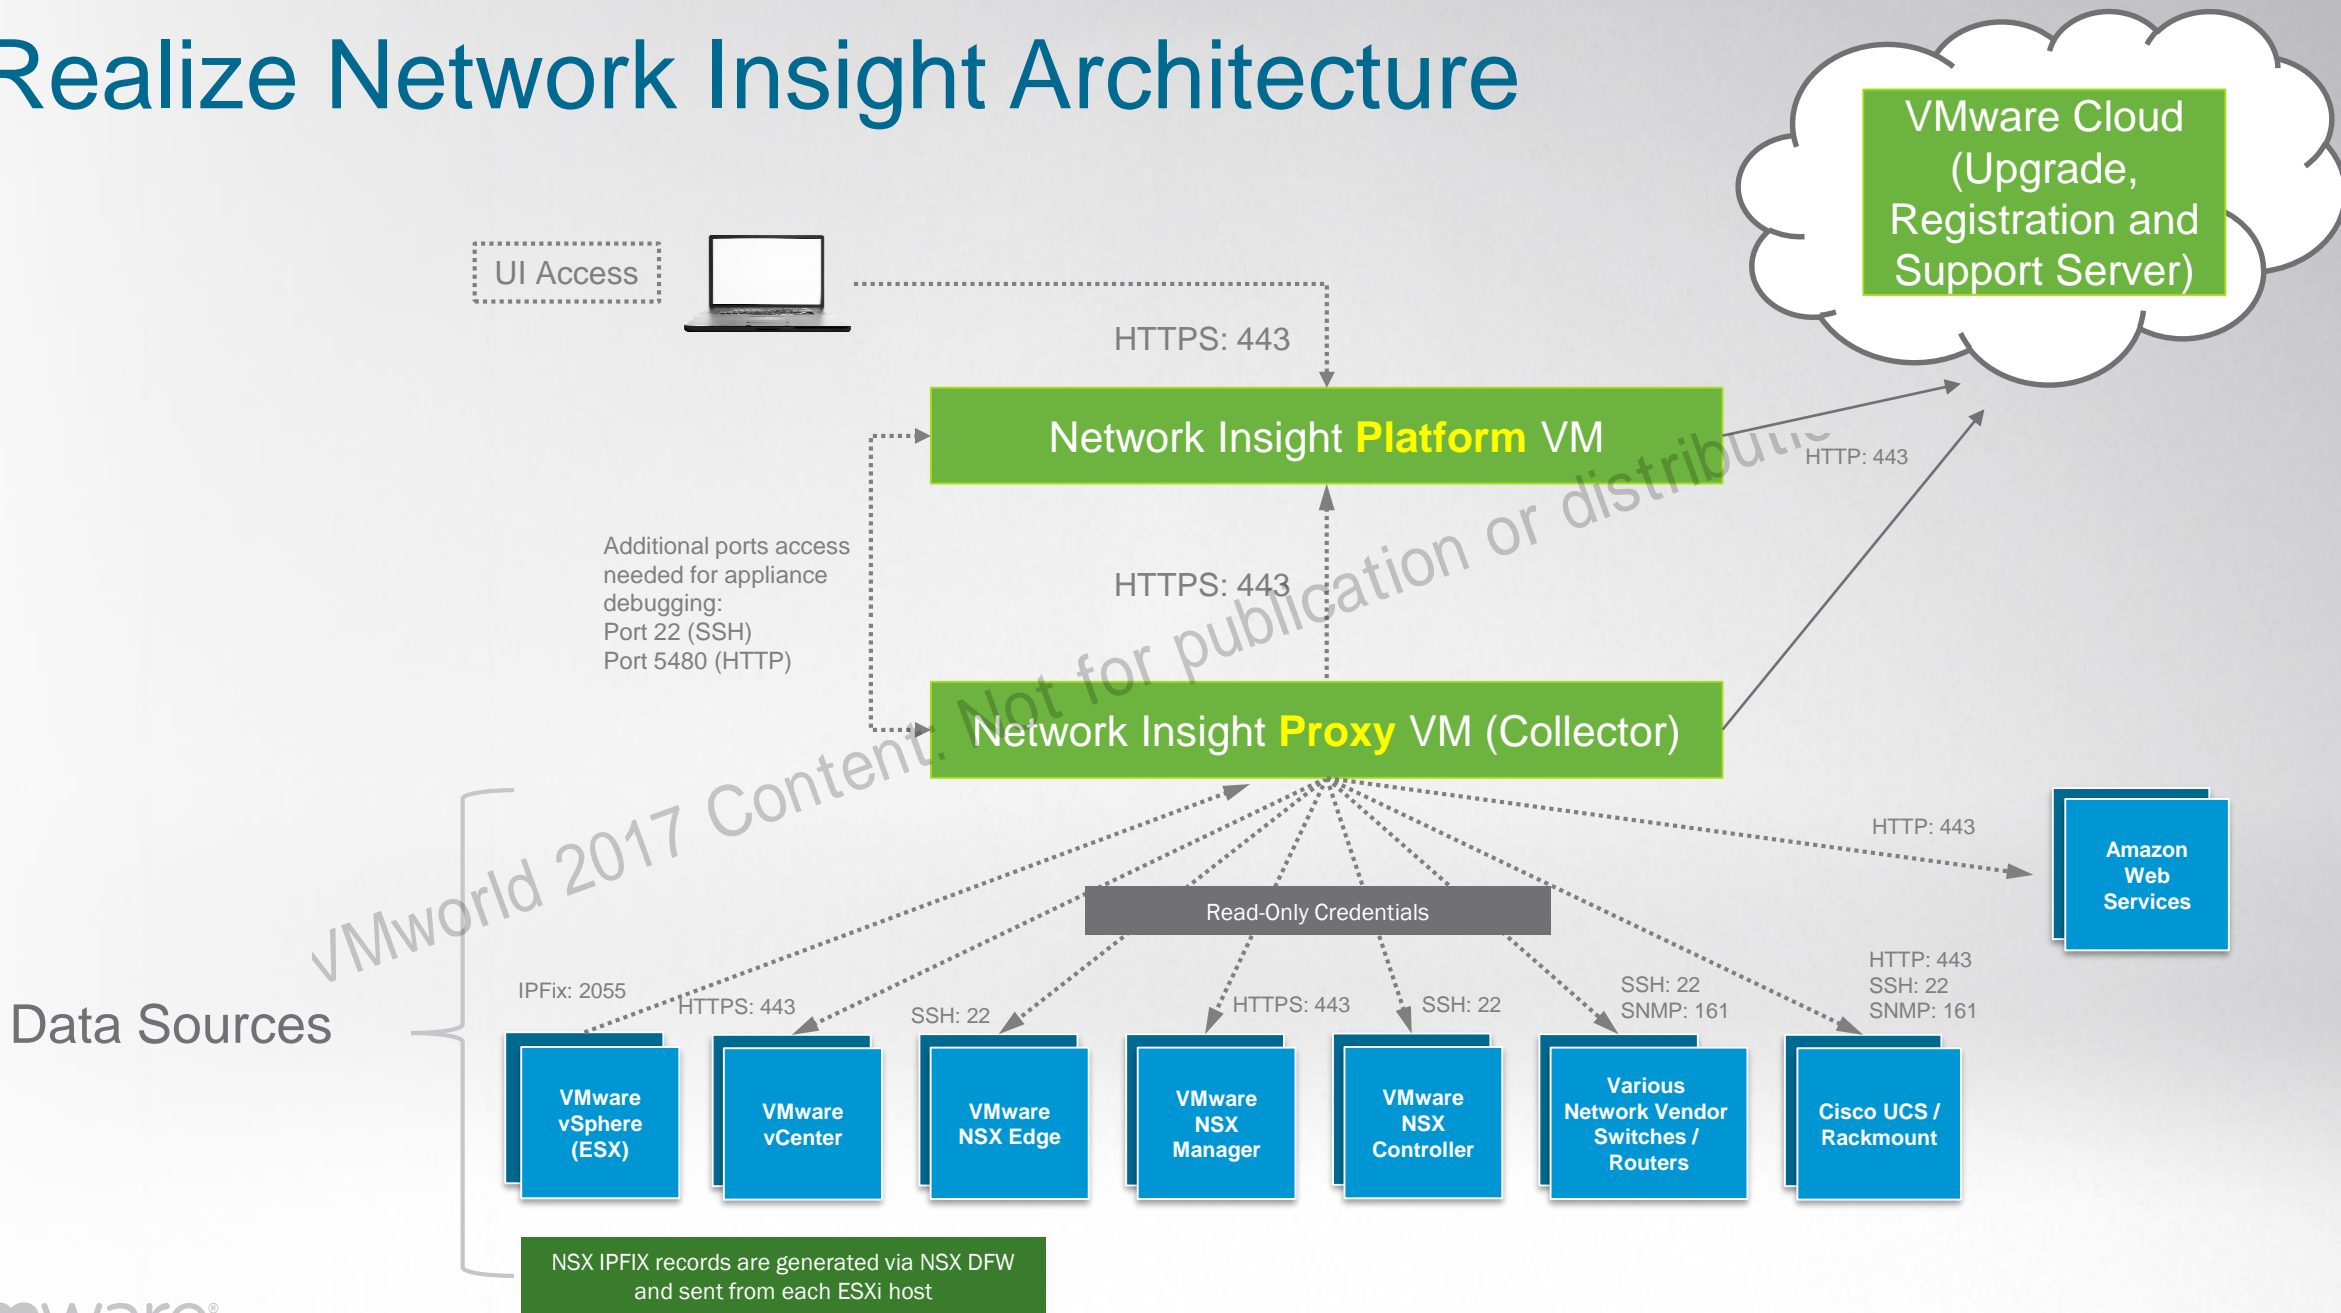 Realize Network Insight Architecture
VMware Cloud
(Upgrade,
Registration and
Support Server)
UI Access
HTTPS: 443
Network Insight Platform VM
HTTP: 443
Additional ports access
needed for appliance
debugging:
Port 22 (SSH)
Port 5480 (HTTP)
HTTPS: 443
Network Insight Proxy VM (Collector)
VMworld 2017 Content: Not for publication or distributio
HTTP: 443
Amazon
Web
Services
Read-Only Credentials
Data Sources
IPFix: 2055
HTTPS: 443
SSH: 22
HTTPS: 443
SSH: 22
SSH: 22
SNMP: 161
HTTP: 443
SSH: 22
SNMP: 161
VMware
vSphere
(ESX)
VMware
vCenter
VMware
NSX Edge
VMware
NSX
Manager
VMware
NSX
Controller
Various
Network Vendor
Switches /
Routers
Cisco UCS /
Rackmount
NSX IPFIX records are generated via NSX DFW
and sent from each ESXi host
mware®